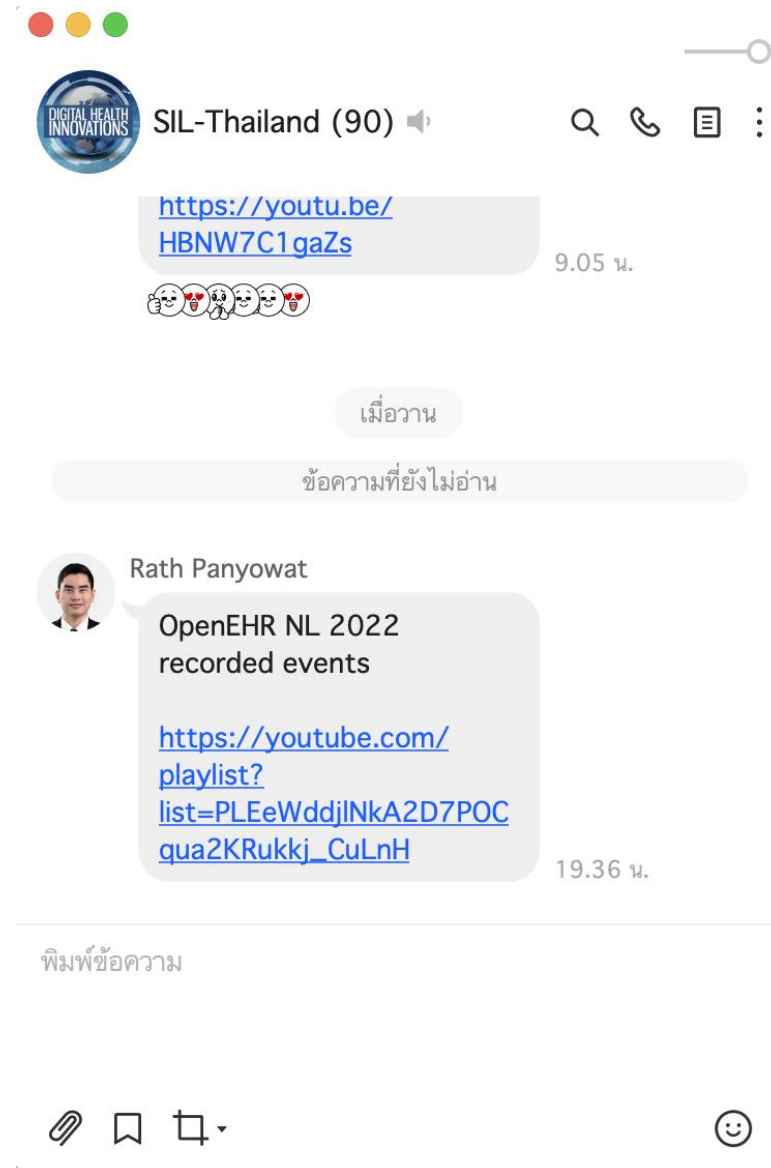 DIGITAL HEALTH
INNOVATIONS
SIL-Thailand (90)
https://youtu.be/
HBNW7C1gaZs
9.05 น.
เมื่อวาน
ข้อความที่ยังไม่อ่าน
Rath Panyowat
OpenEHR NL 2022
recorded events
https://youtube.com/
playlist?
list=PLEeWddjlNkA2D7POC
qua2KRukkj_CuLnH
19.36 น.
พิมพ์ข้อความ